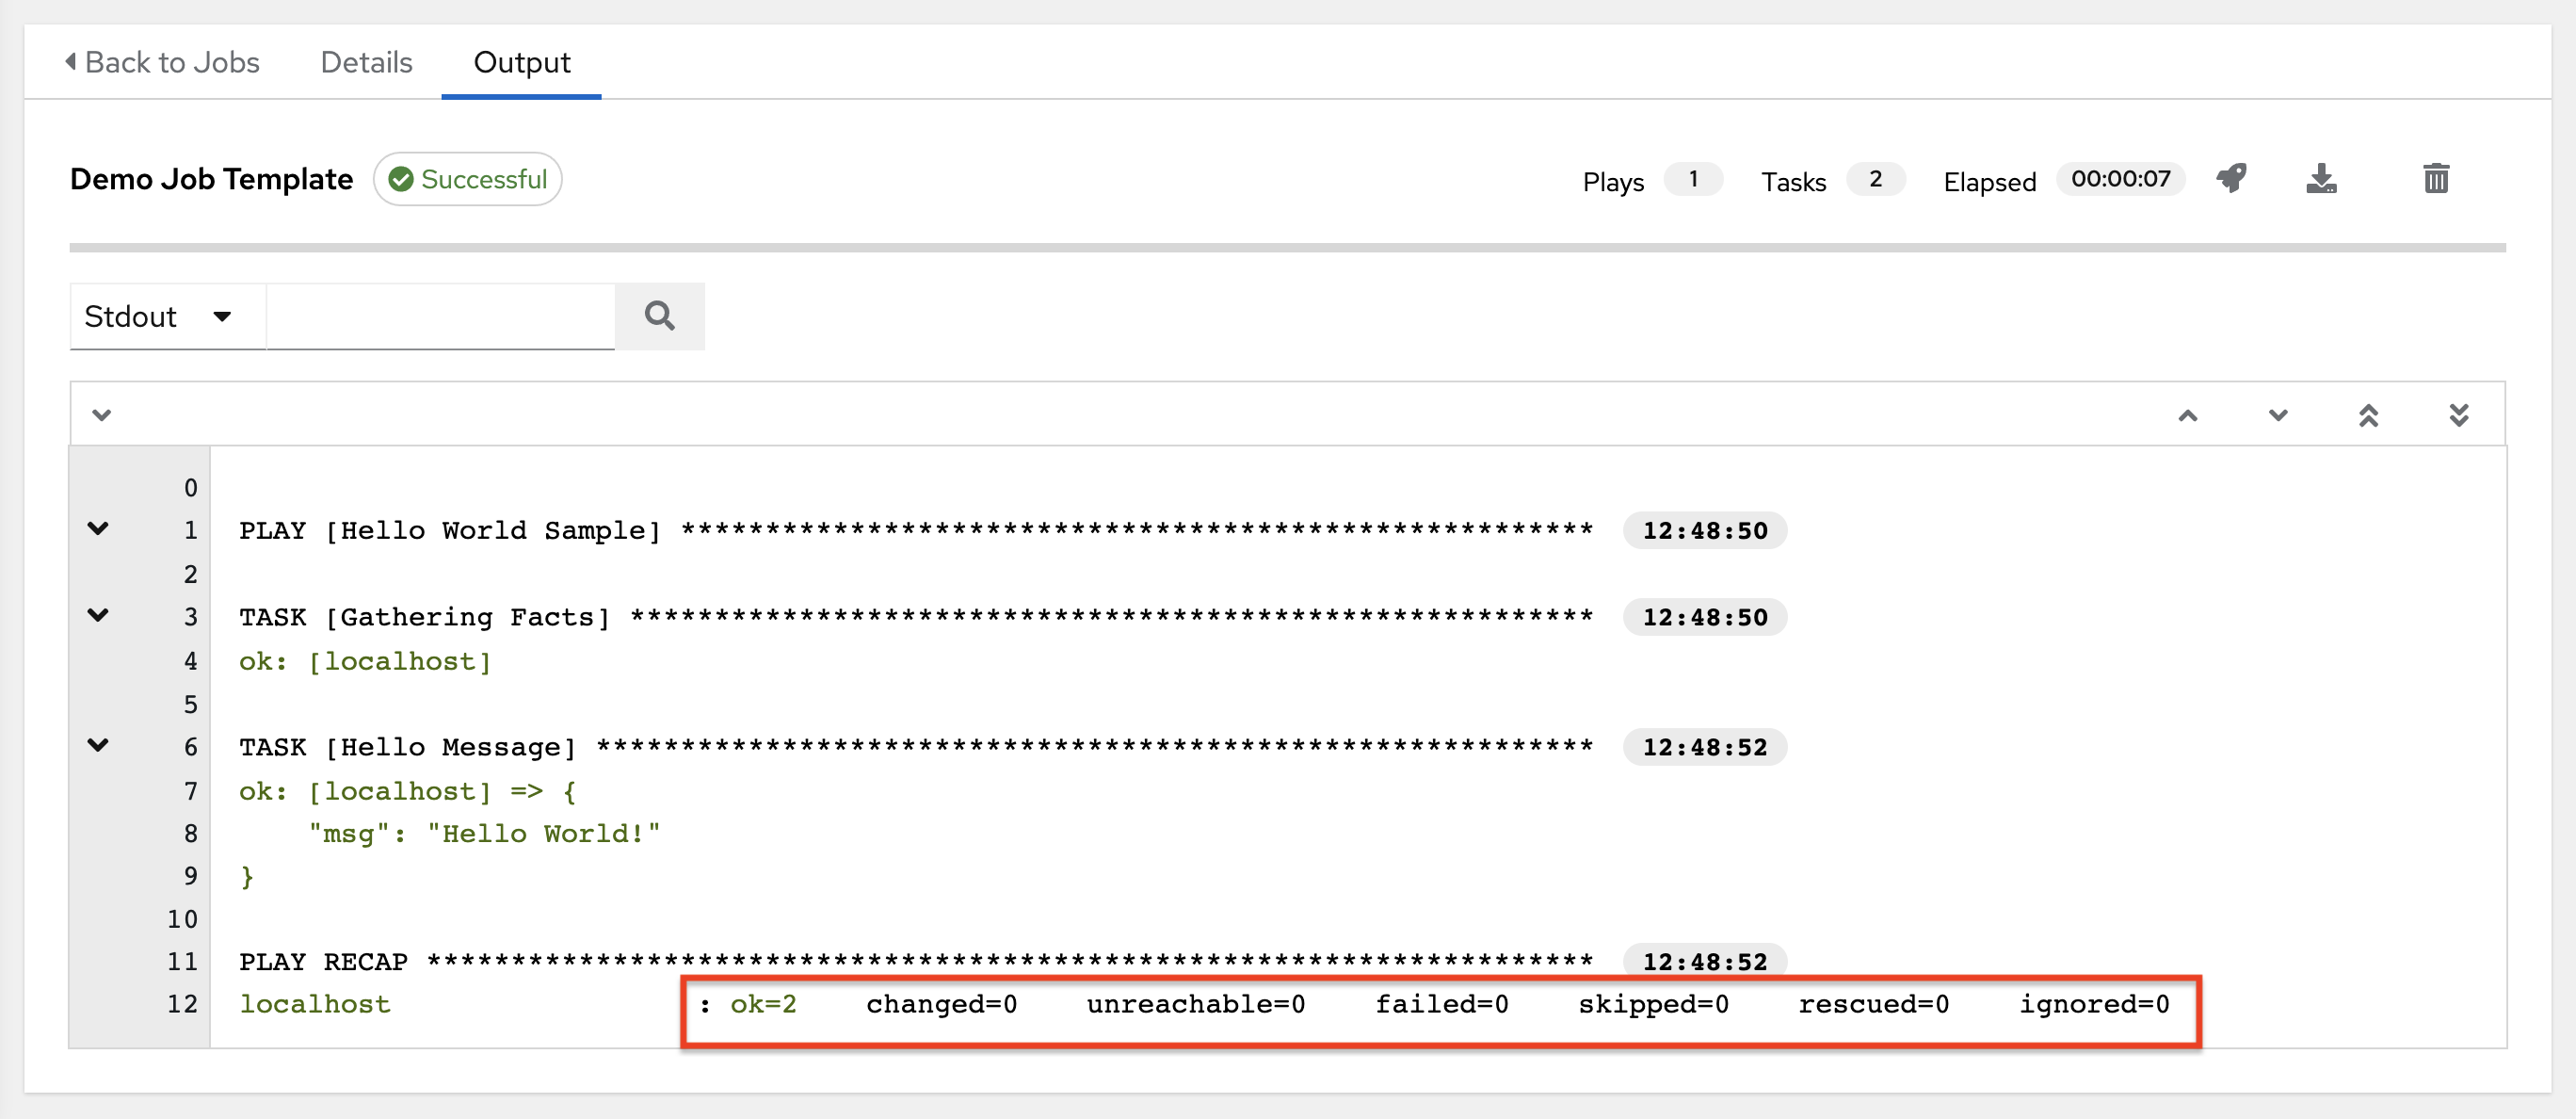 Back to Jobs Details Output
Demo Job Template Successful Plays 1 Tasks 2 Elapsed 00:00:07
Stdout
0
1 PLAY [Hello World Sample] ****************************************************** 12:48:50
2
3 TASK [Gathering Facts] ********************************************************* 12:48:50
4 ok: [localhost]
5
6 TASK [Hello Message] *********************************************************** 12:48:52
7 ok: [localhost] => {
8     "msg": "Hello World!"
9 }
10
11 PLAY RECAP ********************************************************************* 12:48:52
12 localhost : ok=2 changed=0 unreachable=0 failed=0 skipped=0 rescued=0 ignored=0